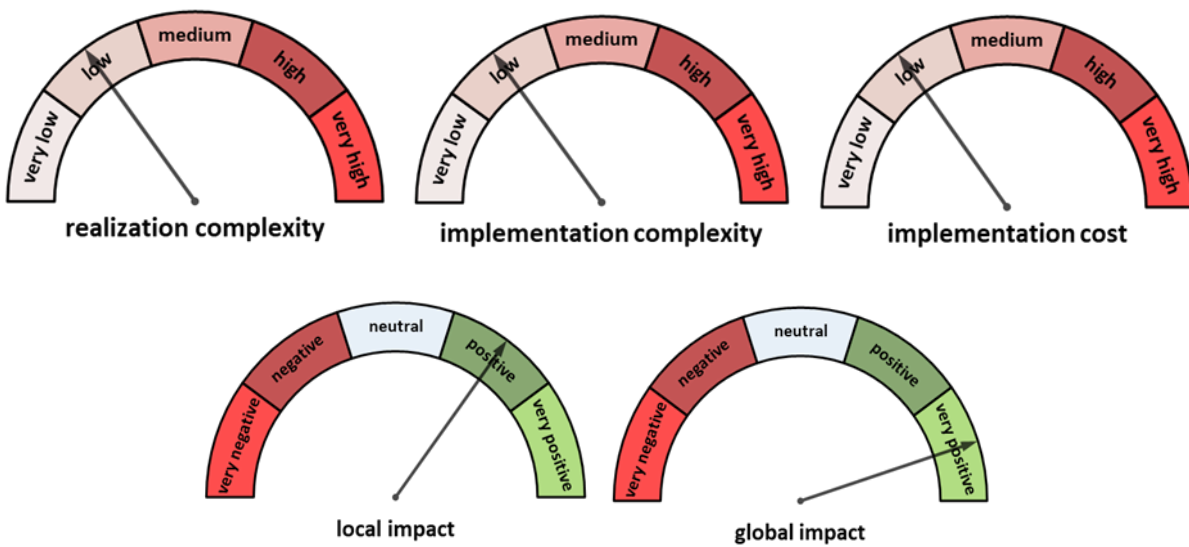 very low
low
medium
high
very high
realization complexity
very low
low
medium
high
very high
implementation complexity
very low
low
medium
high
very high
implementation cost
very negative
negative
neutral
positive
very positive
local impact
very negative
negative
neutral
positive
very positive
global impact